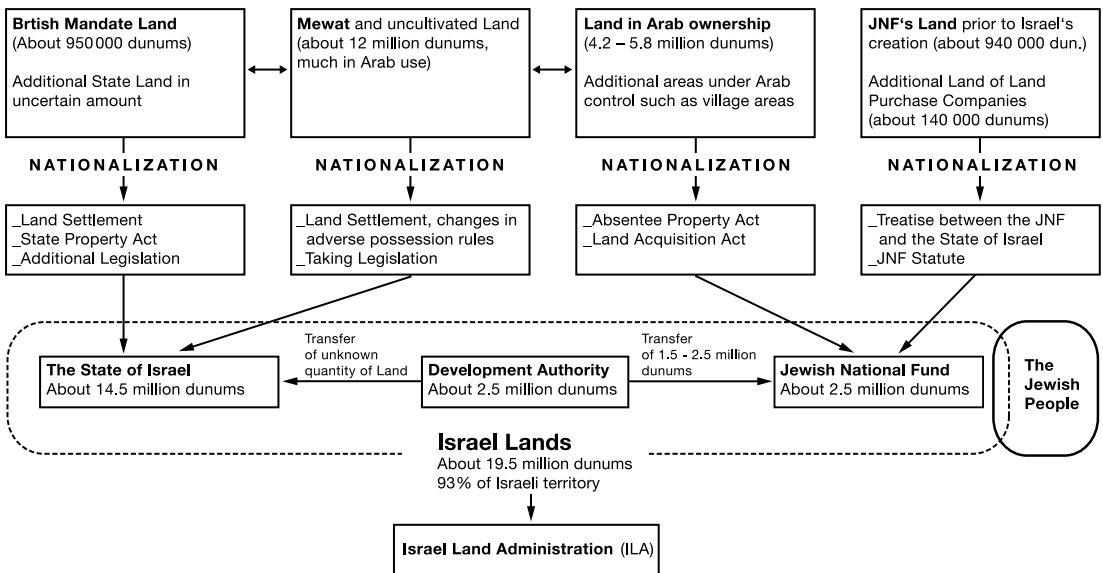 Brtish Mandate Land
(About 950 000 dunums)
Additional State Land in
uncertain amount
Mewat and uncultivated Land
(about 12 million dunums,
much in Arab use)
Land in Arab ownership
(4.2 – 5.8 million dunums)
Additional areas under Arab
control such as village areas
JNF‘s Land prior to Israel‘s
creation (about 940 000 dun.)
Additional Land of Land
Purchase Companies
(about 140 000 dunums)
NATIONALIZATION
NATIONALIZATION
NATIONALIZATION
NATIONALIZATION
_Land Settlement
_State Property Act
_Additional Legislation
_Land Settlement, changes in
adverse possession rules
_Taking Legislation
_Absentee Property Act
_Land Acquisition Act
_Treatise between the JNF
and the State of Israel
_JNF Statute
The State of Israel
About 14.5 million dunums
Transfer
of unknown
quantity of Land
Development Authority
About 2.5 million dunums
Transfer
of 1.5 - 2.5 million
dunums
Jewish National Fund
About 2.5 million dunums
The
Jewish
People
Israel Lands
About 19.5 million dunums
93% of Israeli territory
Israel Land Administration (ILA)